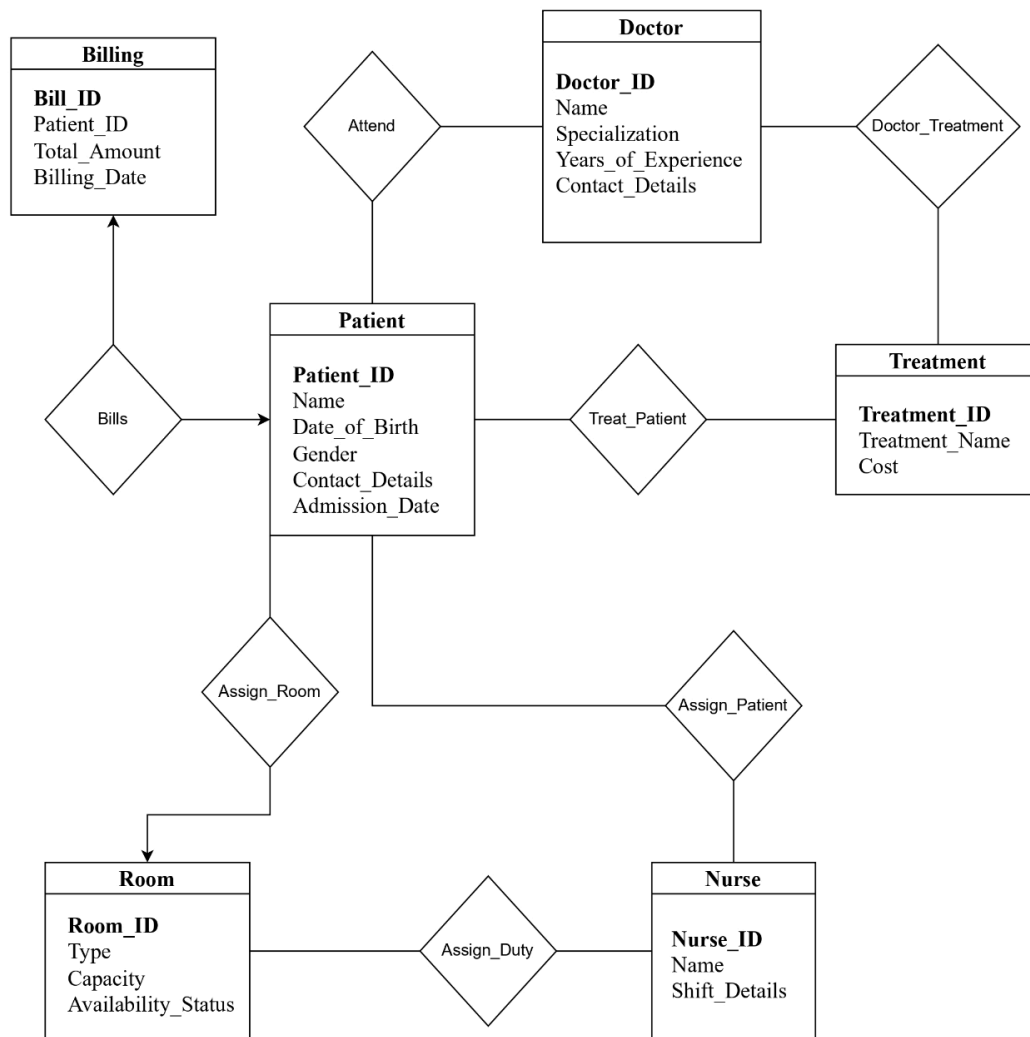 Billing
Bill_ID
Patient_ID
Total_Amount
Billing_Date
Attend
Doctor
Doctor_ID
Name
Specialization
Years_of_Experience
Contact_Details
Doctor_Treatment
Bills
Patient
Patient_ID
Name
Date_of_Birth
Gender
Contact_Details
Admission_Date
Treat_Patient
Treatment
Treatment_ID
Treatment_Name
Cost
Assign_Room
Assign_Patient
Room
Room_ID
Type
Capacity
Availability_Status
Assign_Duty
Nurse
Nurse_ID
Name
Shift_Details